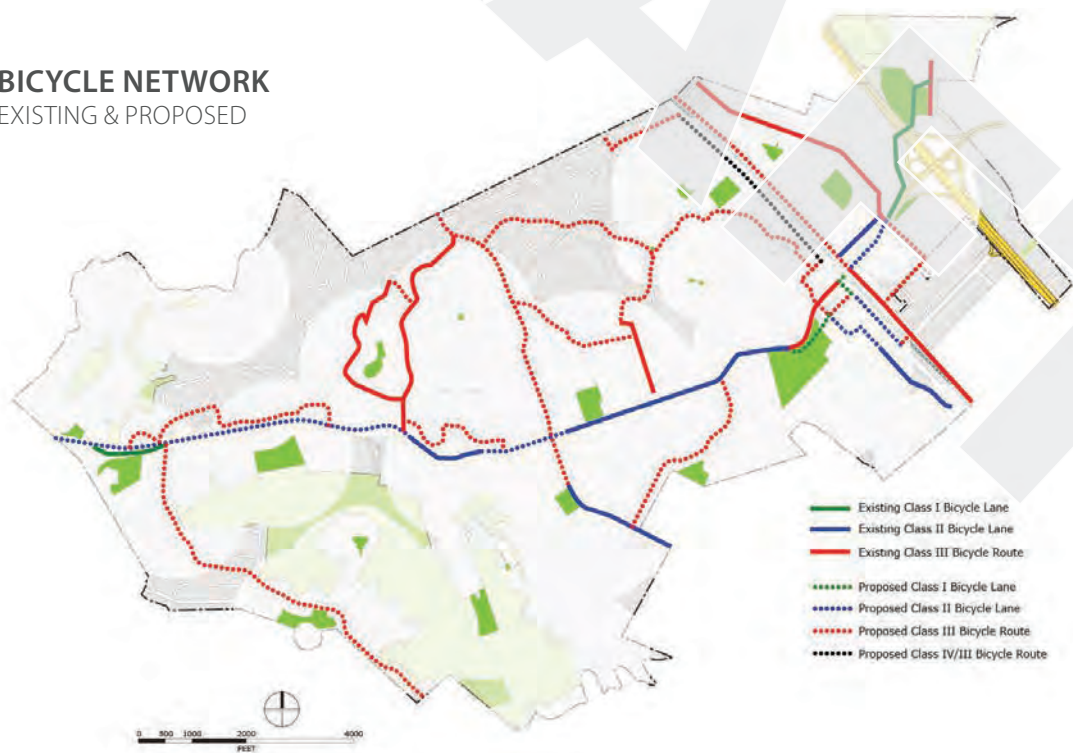 BICYCLE NETWORK
EXISTING & PROPOSED
Existing Class I Bicycle Lane
Existing Class II Bicycle Lane
Existing Class III Bicycle Route
Proposed Class I Bicycle Lane
Proposed Class II Bicycle Lane
Proposed Class III Bicycle Route
Proposed Class IV/III Bicycle Route
0 500 1000 2000 4000
FEET